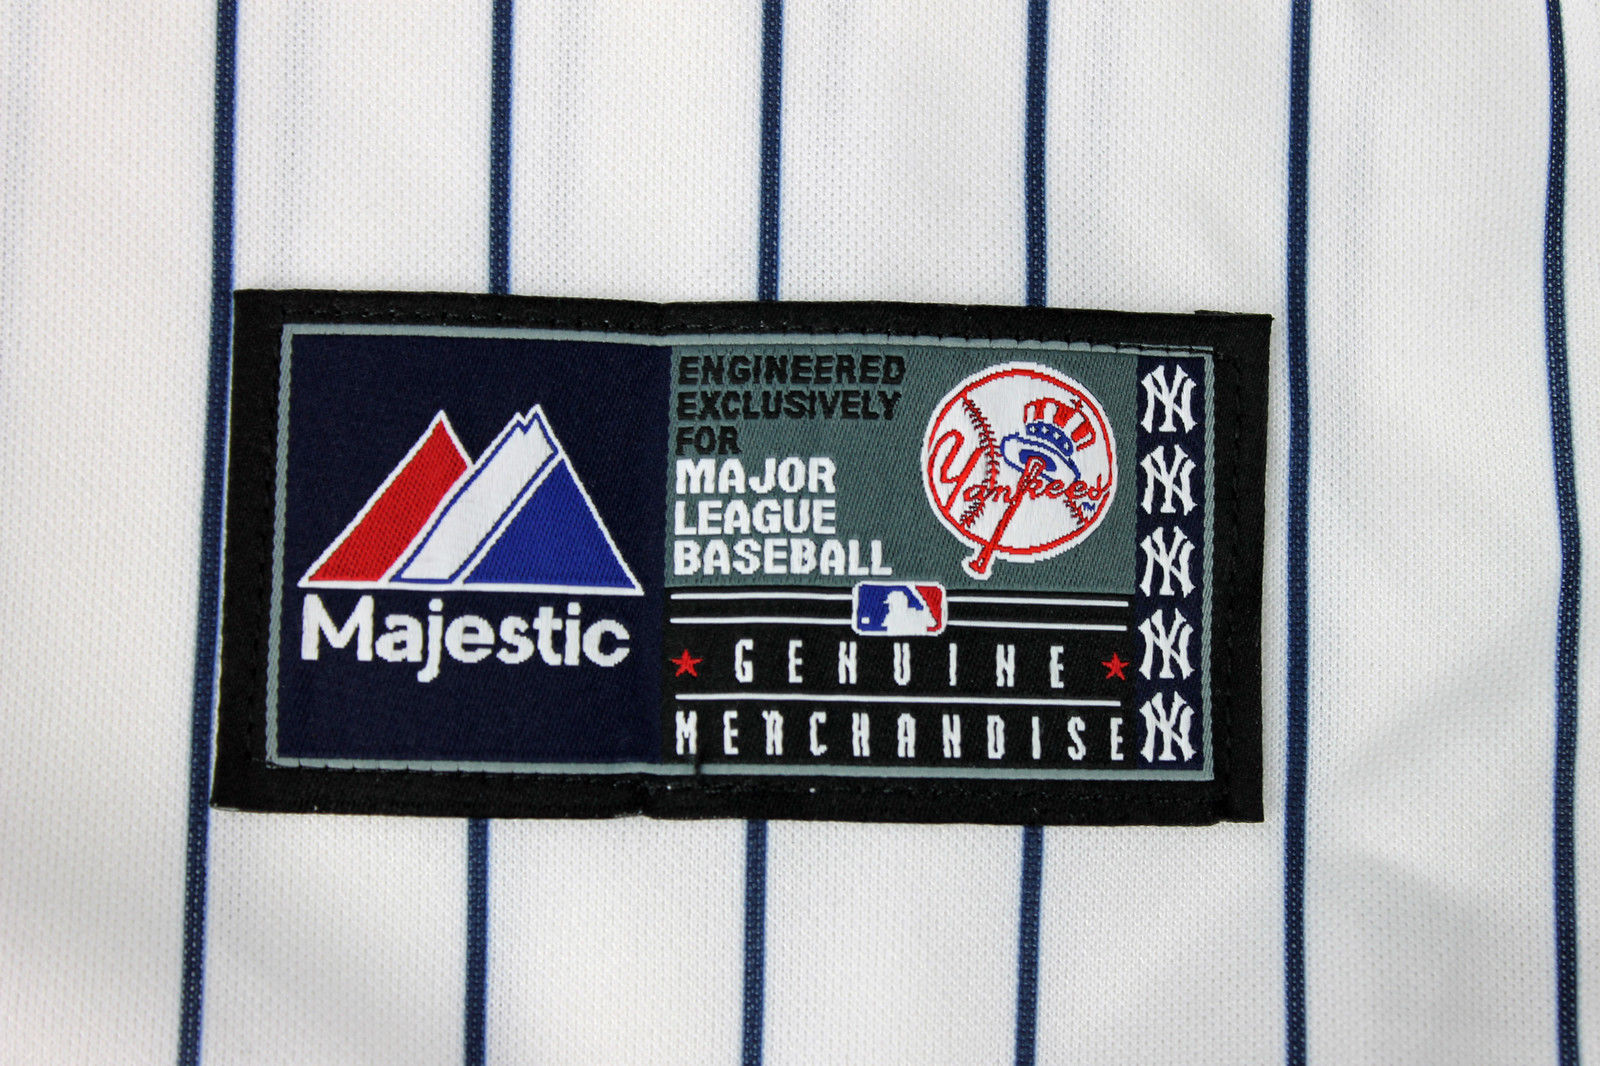 Majestic
ENGINEERED
EXCLUSIVELY
FOR
MAJOR
LEAGUE
BASEBALL
Yankees
GENUINE
MERCHANDISE
NY
NY
NY
NY
NY